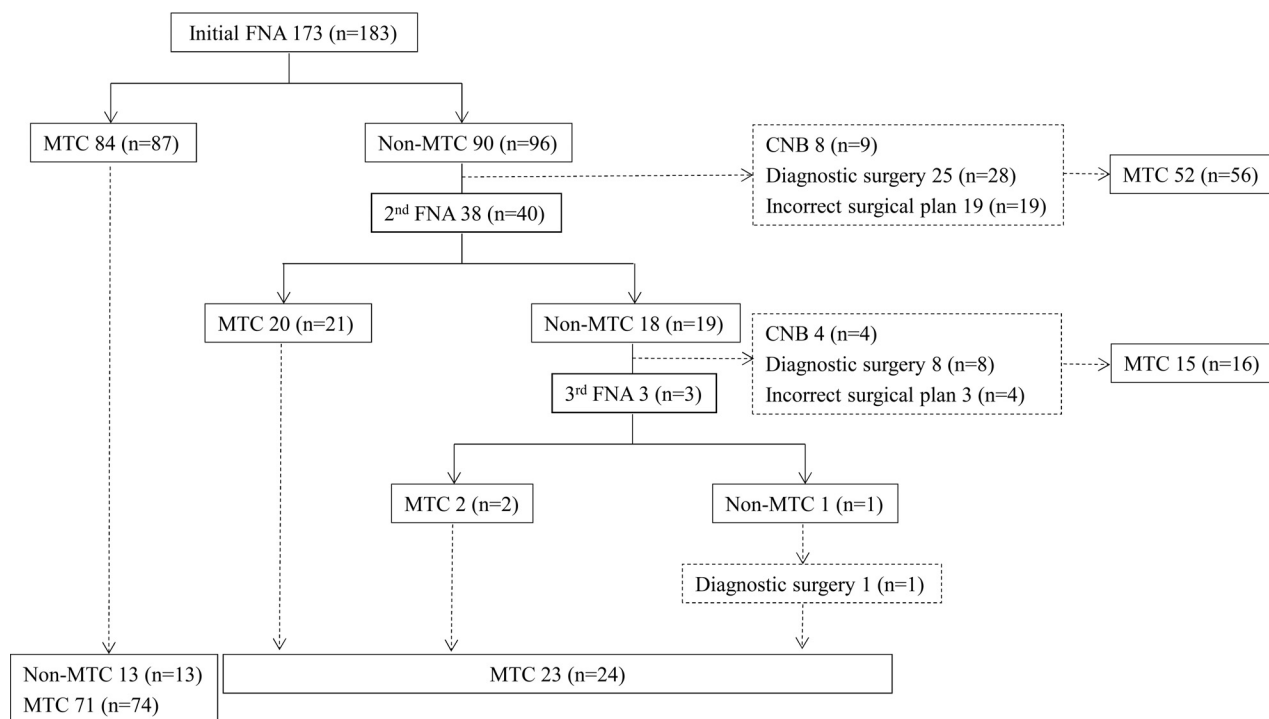 Initial FNA 173 (n=183)
MTC 84 (n=87)
Non-MTC 90 (n=96)
CNB 8 (n=9)
Diagnostic surgery 25 (n=28)
Incorrect surgical plan 19 (n=19)
MTC 52 (n=56)
2nd FNA 38 (n=40)
MTC 20 (n=21)
Non-MTC 18 (n=19)
CNB 4 (n=4)
Diagnostic surgery 8 (n=8)
Incorrect surgical plan 3 (n=4)
MTC 15 (n=16)
3rd FNA 3 (n=3)
MTC 2 (n=2)
Non-MTC 1 (n=1)
Diagnostic surgery 1 (n=1)
Non-MTC 13 (n=13)
MTC 71 (n=74)
MTC 23 (n=24)